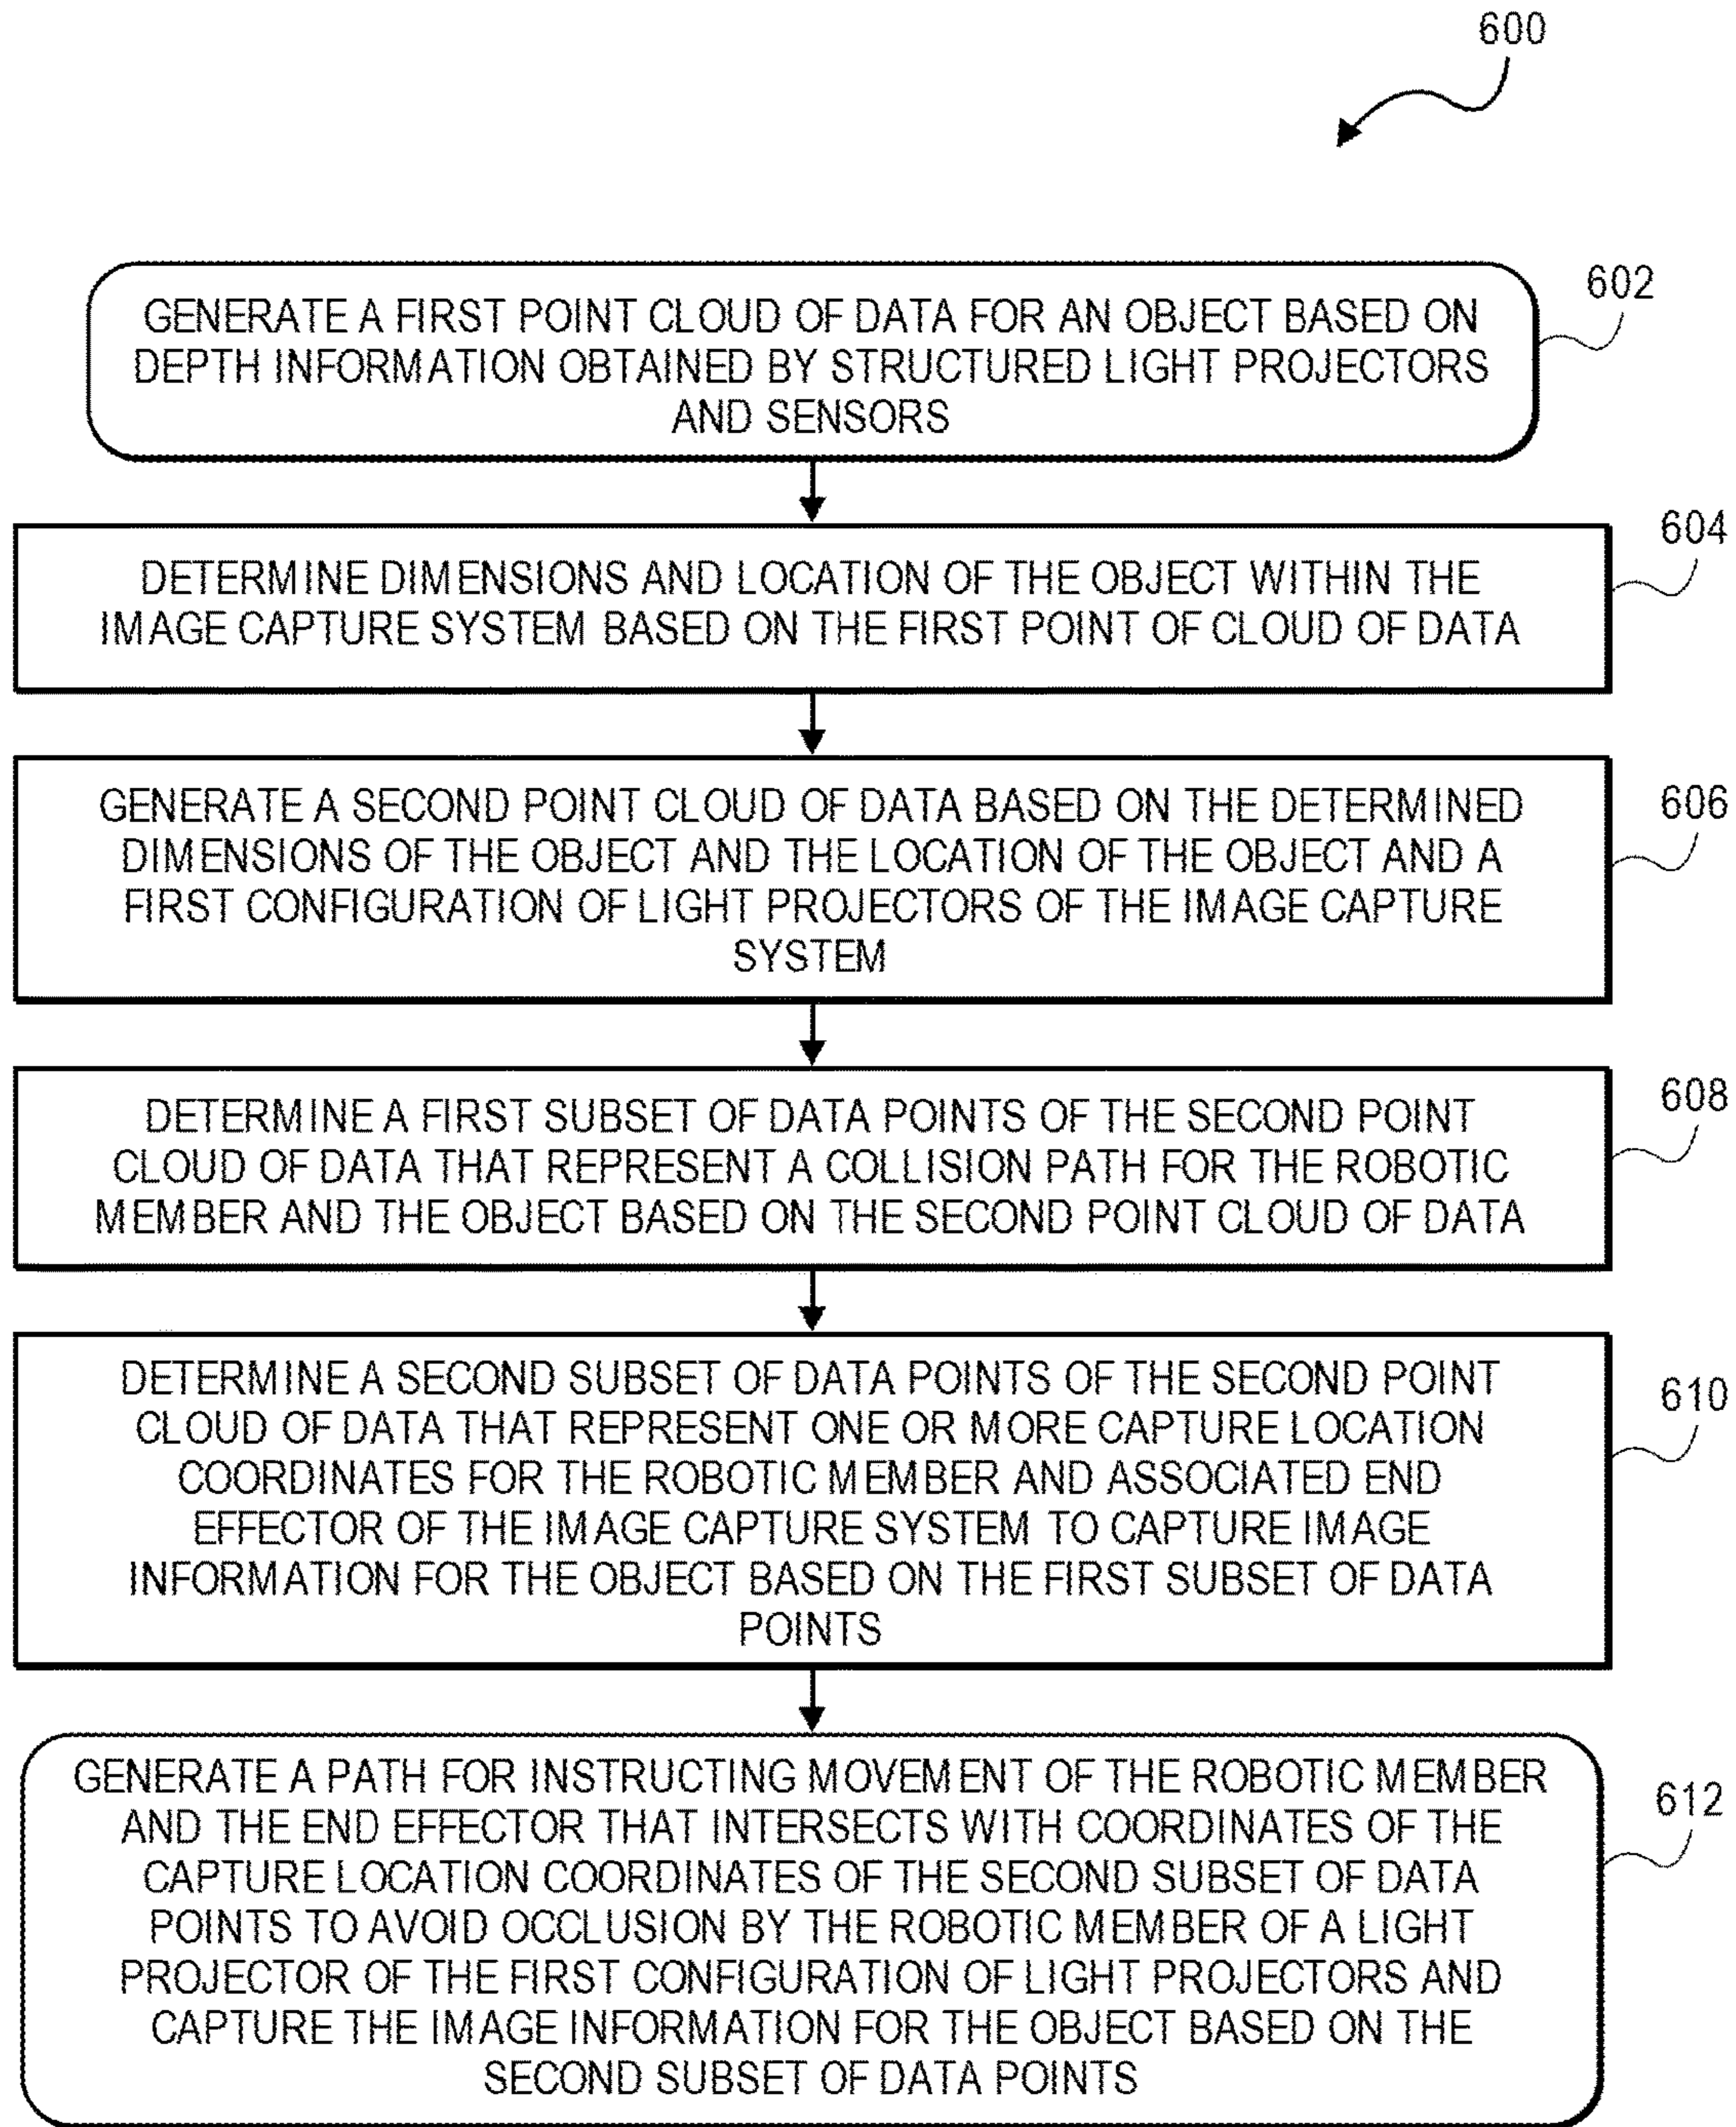 600
GENERATE A FIRST POINT CLOUD OF DATA FOR AN OBJECT BASED ON
DEPTH INFORMATION OBTAINED BY STRUCTURED LIGHT PROJECTORS
AND SENSORS
602
DETERMINE DIMENSIONS AND LOCATION OF THE OBJECT WITHIN THE
IMAGE CAPTURE SYSTEM BASED ON THE FIRST POINT OF CLOUD OF DATA
604
GENERATE A SECOND POINT CLOUD OF DATA BASED ON THE DETERMINED
DIMENSIONS OF THE OBJECT AND THE LOCATION OF THE OBJECT AND A
FIRST CONFIGURATION OF LIGHT PROJECTORS OF THE IMAGE CAPTURE
SYSTEM
606
DETERMINE A FIRST SUBSET OF DATA POINTS OF THE SECOND POINT
CLOUD OF DATA THAT REPRESENT A COLLISION PATH FOR THE ROBOTIC
MEMBER AND THE OBJECT BASED ON THE SECOND POINT CLOUD OF DATA
608
DETERMINE A SECOND SUBSET OF DATA POINTS OF THE SECOND POINT
CLOUD OF DATA THAT REPRESENT ONE OR MORE CAPTURE LOCATION
COORDINATES FOR THE ROBOTIC MEMBER AND ASSOCIATED END
EFFECTOR OF THE IMAGE CAPTURE SYSTEM TO CAPTURE IMAGE
INFORMATION FOR THE OBJECT BASED ON THE FIRST SUBSET OF DATA
POINTS
610
GENERATE A PATH FOR INSTRUCTING MOVEMENT OF THE ROBOTIC MEMBER
AND THE END EFFECTOR THAT INTERSECTS WITH COORDINATES OF THE
CAPTURE LOCATION COORDINATES OF THE SECOND SUBSET OF DATA
POINTS TO AVOID OCCLUSION BY THE ROBOTIC MEMBER OF A LIGHT
PROJECTOR OF THE FIRST CONFIGURATION OF LIGHT PROJECTORS AND
CAPTURE THE IMAGE INFORMATION FOR THE OBJECT BASED ON THE
SECOND SUBSET OF DATA POINTS
612